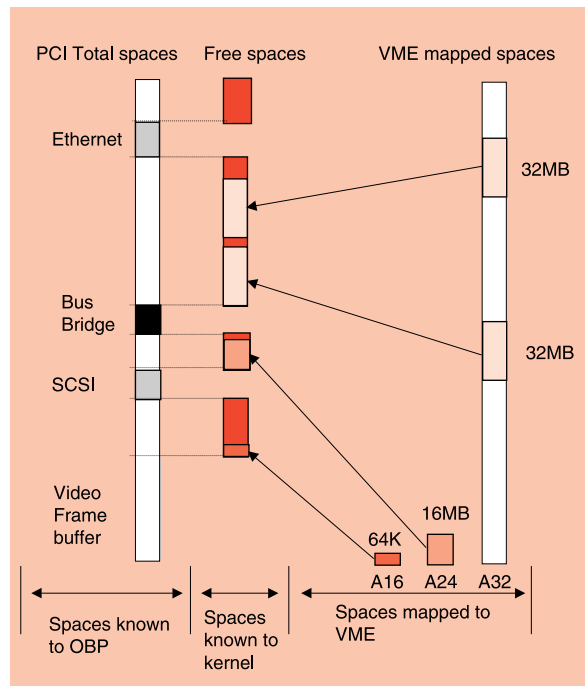 PCI Total spaces
Free spaces
VME mapped spaces
Ethernet
32MB
Bus
Bridge
32MB
SCSI
Video
Frame
buffer
16MB
64K
A16
A24
A32
Spaces known
to OBP
Spaces
known to
kernel
Spaces mapped to
VME